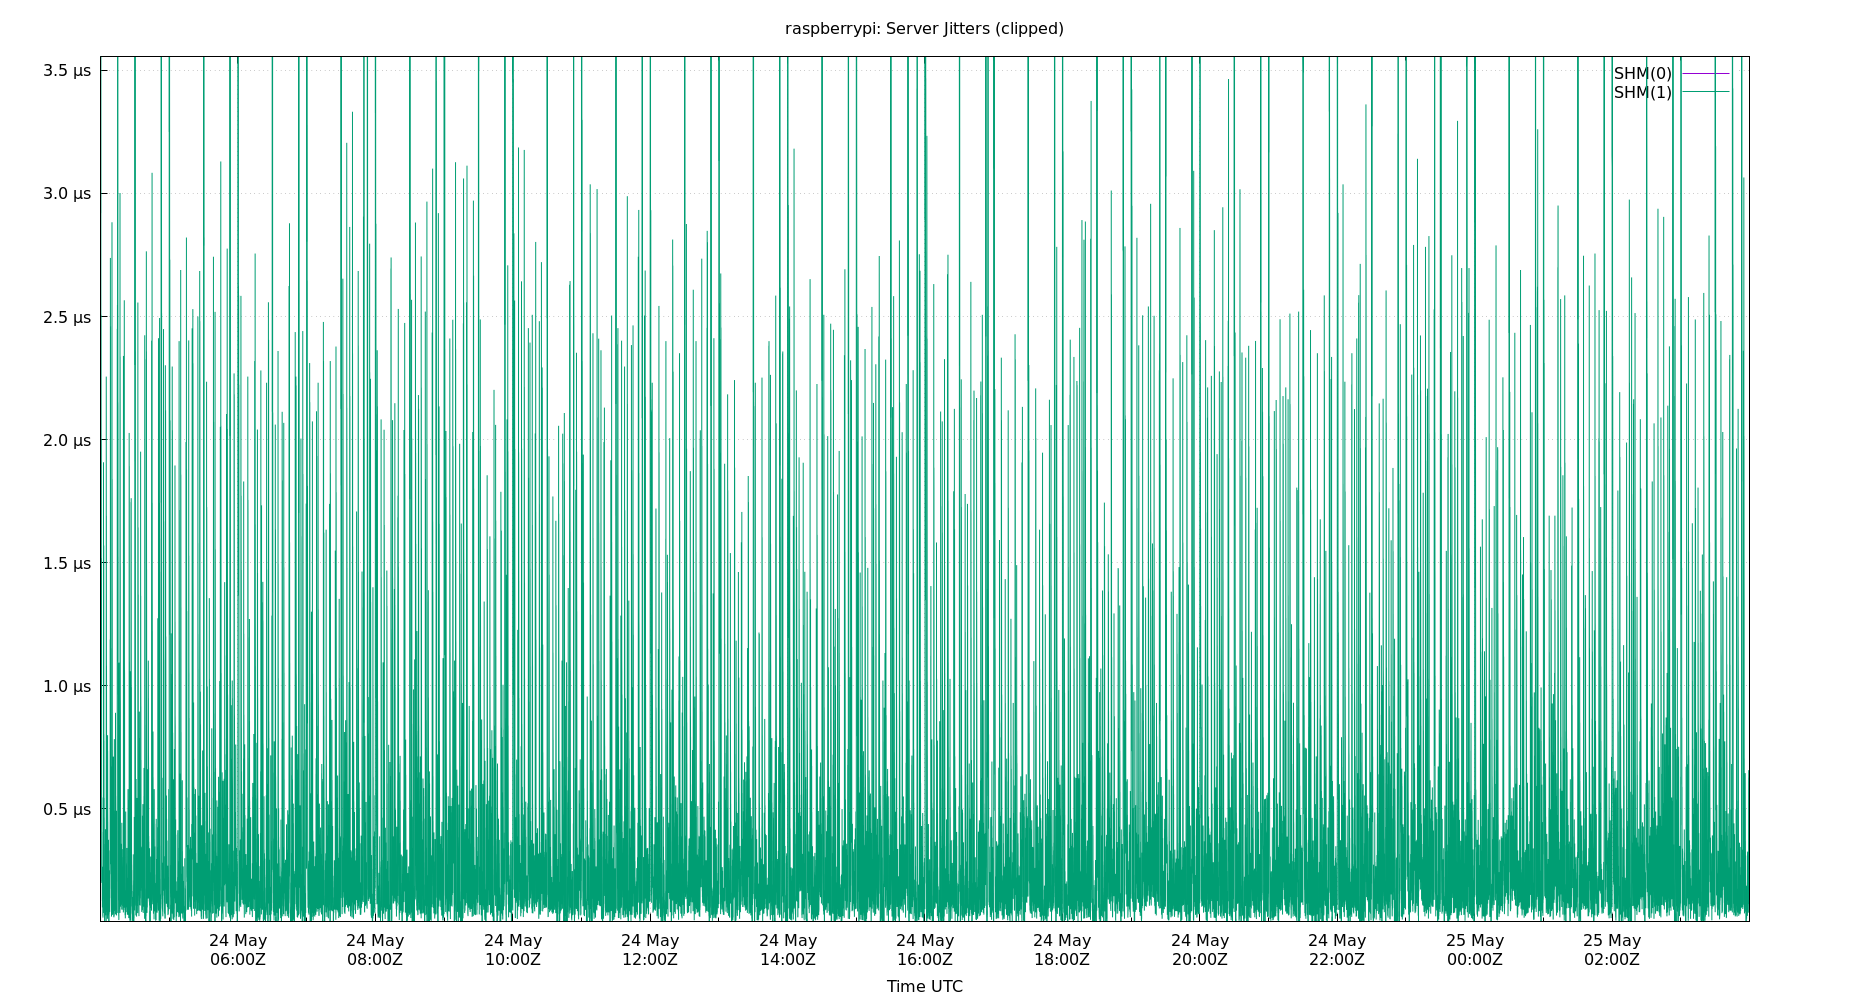 raspberrypi: Server Jitters (clipped)
3.5 µs
3.0 µs
2.5 µs
2.0 µs
1.5 µs
1.0 µs
0.5 µs
SHM(0)
SHM(1)
24 May 24 May 24 May 24 May 24 May 24 May 24 May 24 May 24 May 25 May 25 May
06:00Z 08:00Z 10:00Z 12:00Z 14:00Z 16:00Z 18:00Z 20:00Z 22:00Z 00:00Z 02:00Z
Time UTC